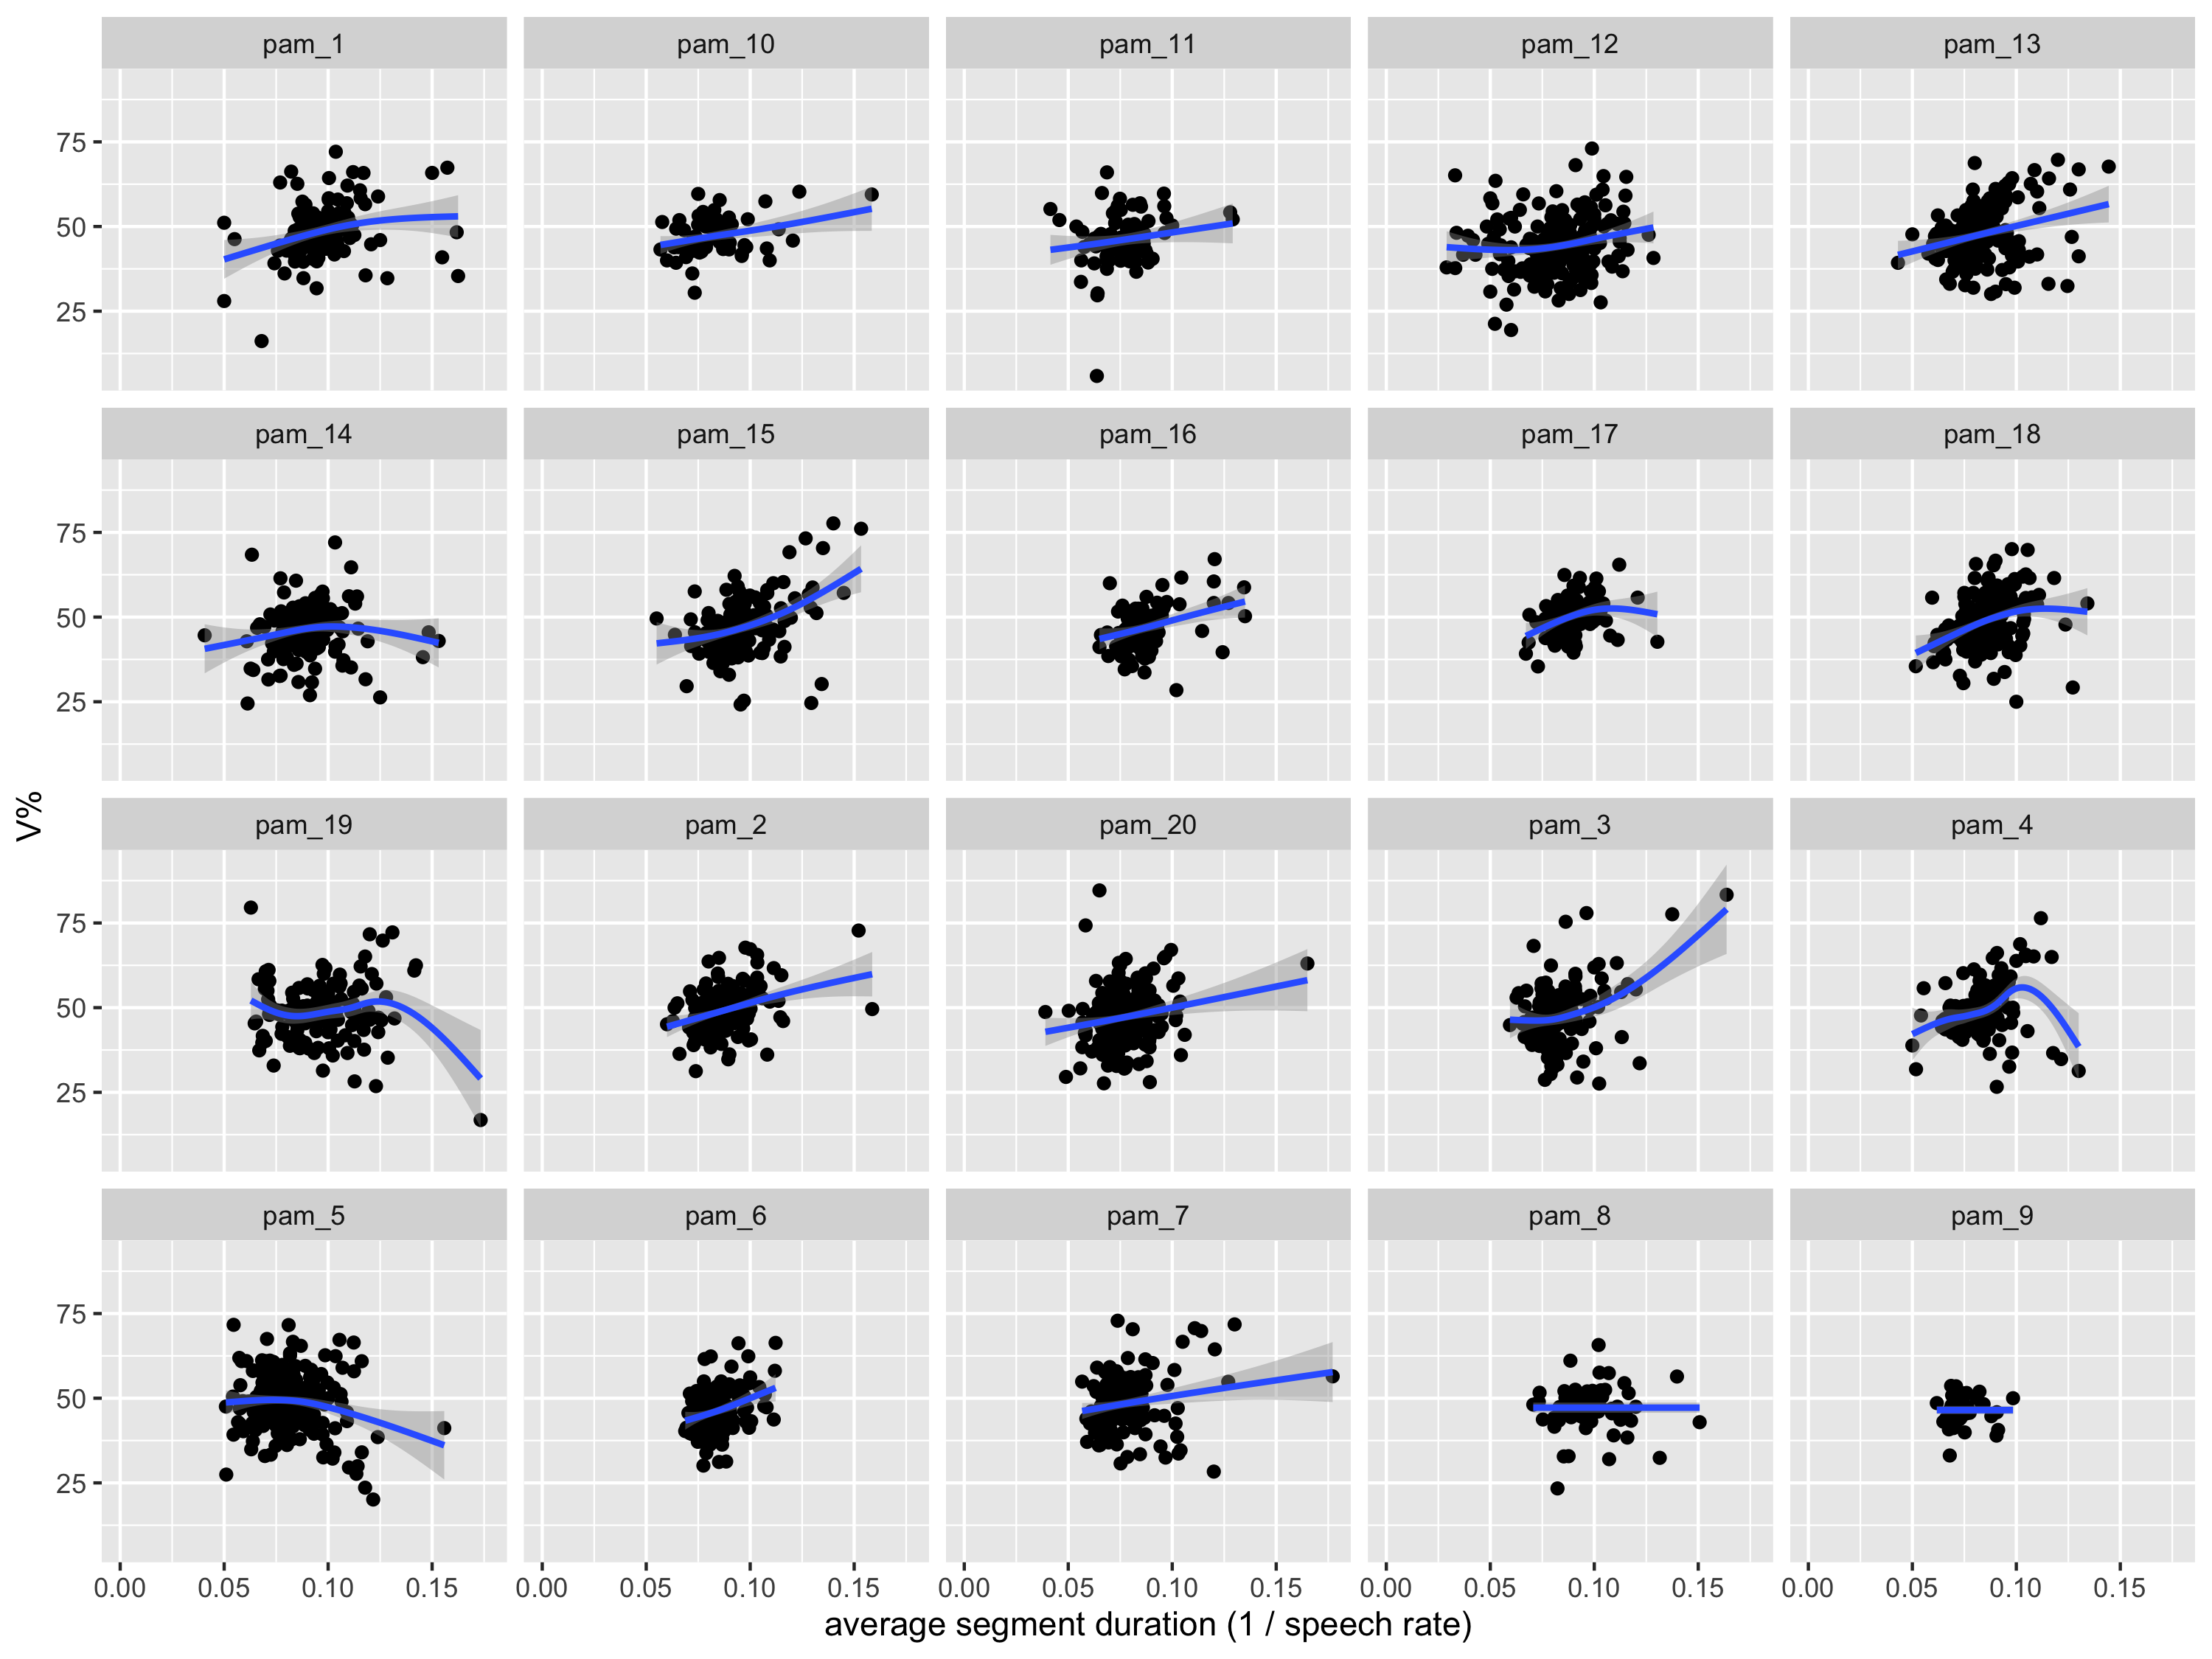 pam_1 pam_10 pam_11 pam_12 pam_13
75
50
25
pam_14 pam_15 pam_16 pam_17 pam_18
75
50
25
V%
pam_19 pam_2 pam_20 pam_3 pam_4
75
50
25
pam_5 pam_6 pam_7 pam_8 pam_9
75
50
25
0.00 0.05 0.10 0.15 0.00 0.05 0.10 0.15 0.00 0.05 0.10 0.15 0.00 0.05 0.10 0.15 0.00 0.05 0.10 0.15
average segment duration (1 / speech rate)